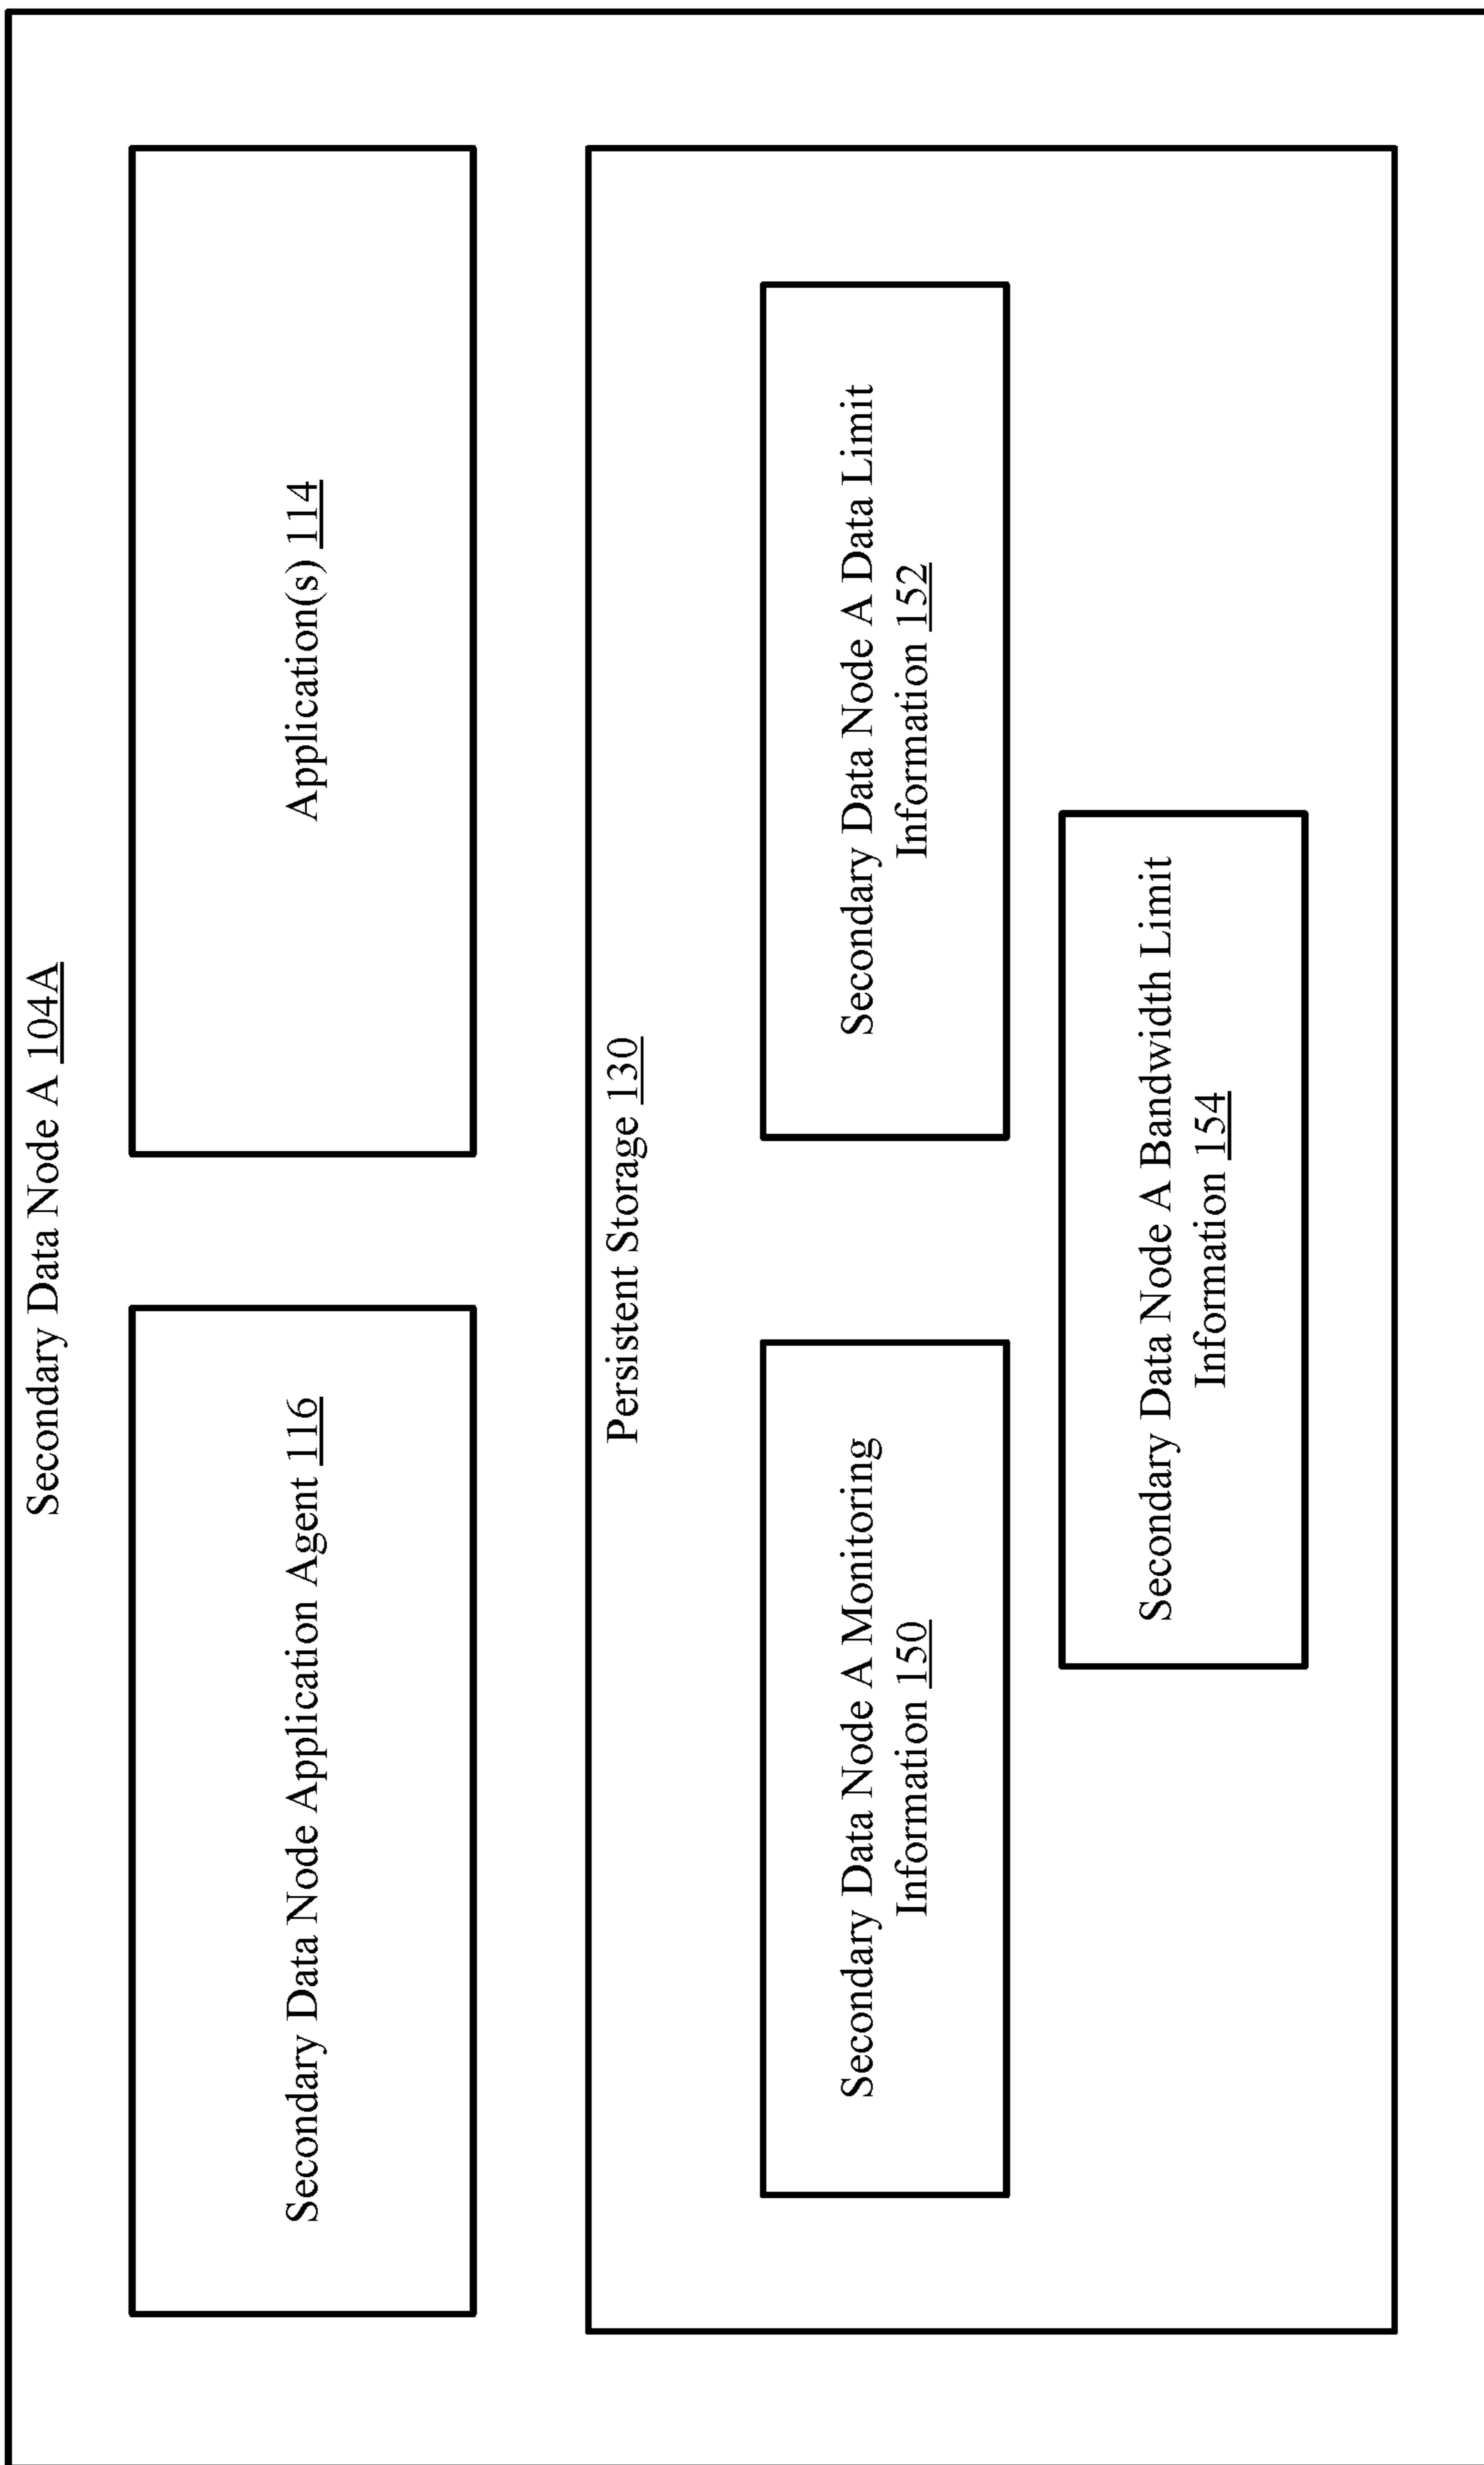 Secondary Data Node A 104A
Secondary Data Node Application Agent 116
Application(s) 114
Persistent Storage 130
Secondary Data Node A Monitoring
Information 150
Secondary Data Node A Data Limit
Information 152
Secondary Data Node A Bandwidth Limit
Information 154